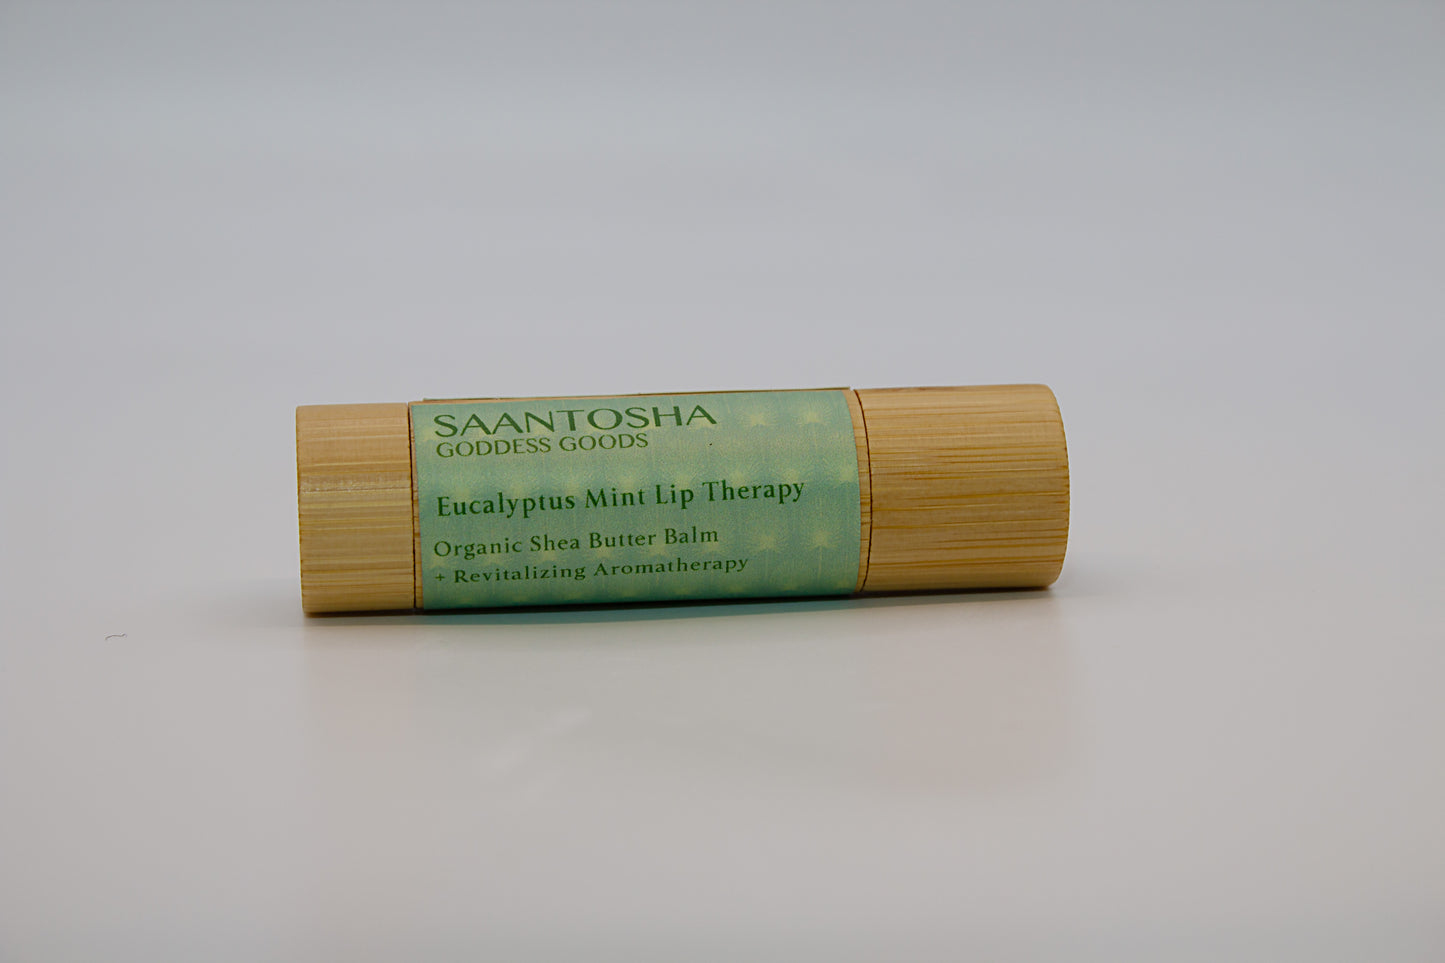 SAANTOSHA
GODDESS GOODS
Eucalyptus Mint Lip Therapy
Organic Shea Butter Balm
+ Revitalizing Aromatherapy